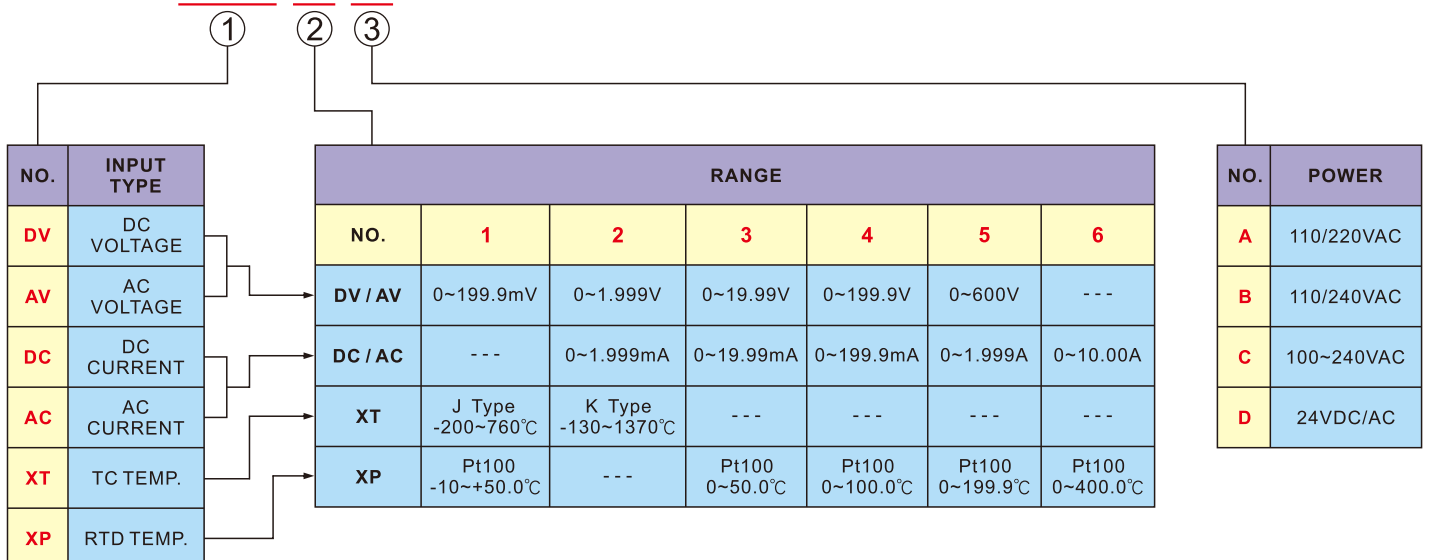 ① ② ③
NO. INPUT TYPE
DV DC VOLTAGE
AV AC VOLTAGE
DC DC CURRENT
AC AC CURRENT
XT TC TEMP.
XP RTD TEMP.
RANGE
NO. 1 2 3 4 5 6
DV / AV 0~199.9mV 0~1.999V 0~19.99V 0~199.9V 0~600V ---
DC / AC --- 0~1.999mA 0~19.99mA 0~199.9mA 0~1.999A 0~10.00A
XT J Type -200~760℃ K Type -130~1370℃ --- --- --- ---
XP Pt100 -10~+50.0℃ --- Pt100 0~50.0℃ Pt100 0~100.0℃ Pt100 0~199.9℃ Pt100 0~400.0℃
NO. POWER
A 110/220VAC
B 110/240VAC
C 100~240VAC
D 24VDC/AC